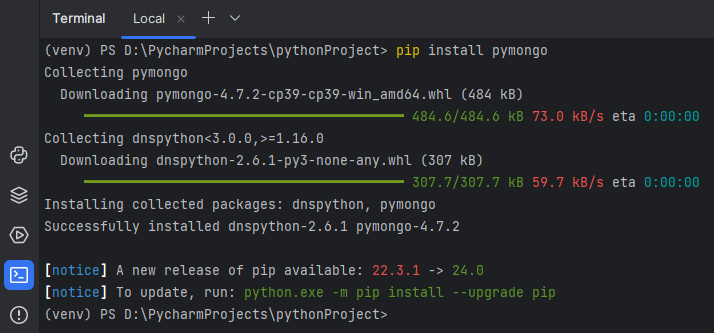 Terminal Local
(venv) PS D:\PycharmProjects\pythonProject> pip install pymongo
Collecting pymongo
  Downloading pymongo-4.7.2-cp39-cp39-win_amd64.whl (484 kB)
484.6/484.6 kB 73.0 kB/s eta 0:00:00
Collecting dnspython<3.0.0,>=1.16.0
  Downloading dnspython-2.6.1-py3-none-any.whl (307 kB)
307.7/307.7 kB 59.7 kB/s eta 0:00:00
Installing collected packages: dnspython, pymongo
Successfully installed dnspython-2.6.1 pymongo-4.7.2
[notice] A new release of pip available: 22.3.1 -> 24.0
[notice] To update, run: python.exe -m pip install --upgrade pip
(venv) PS D:\PycharmProjects\pythonProject>